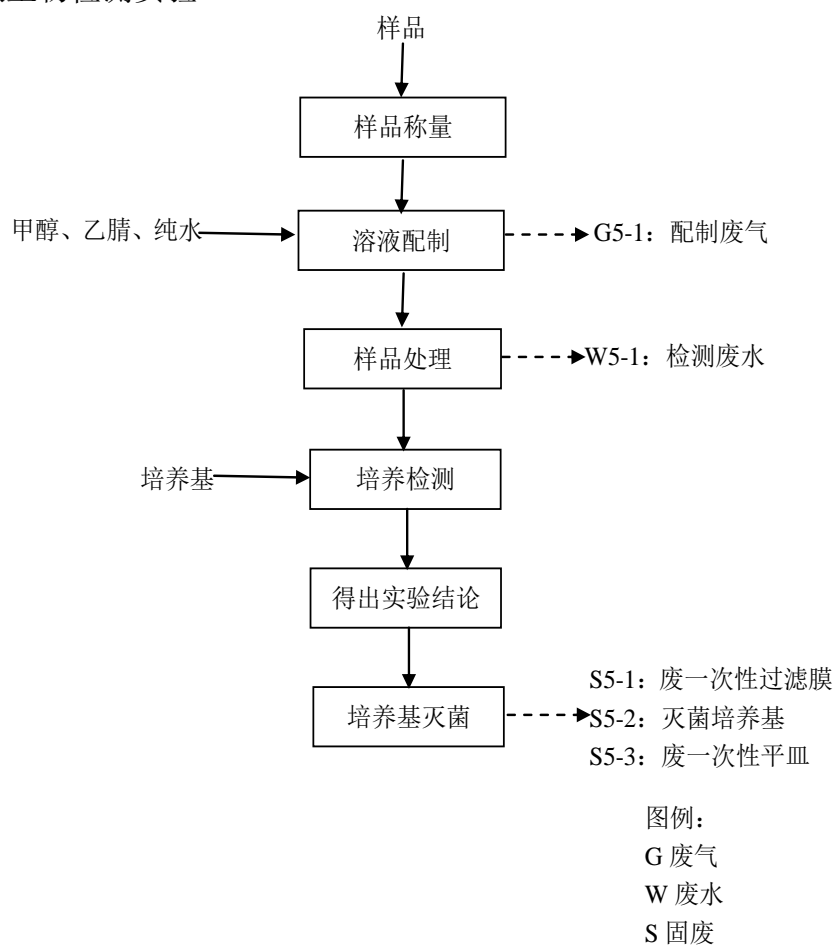 样品
样品称量
甲醇、乙腈、纯水
溶液配制
G5-1：配制废气
样品处理
W5-1：检测废水
培养基
培养检测
得出实验结论
培养基灭菌
S5-1：废一次性过滤膜
S5-2：灭菌培养基
S5-3：废一次性平皿
图例：
G 废气
W 废水
S 固废